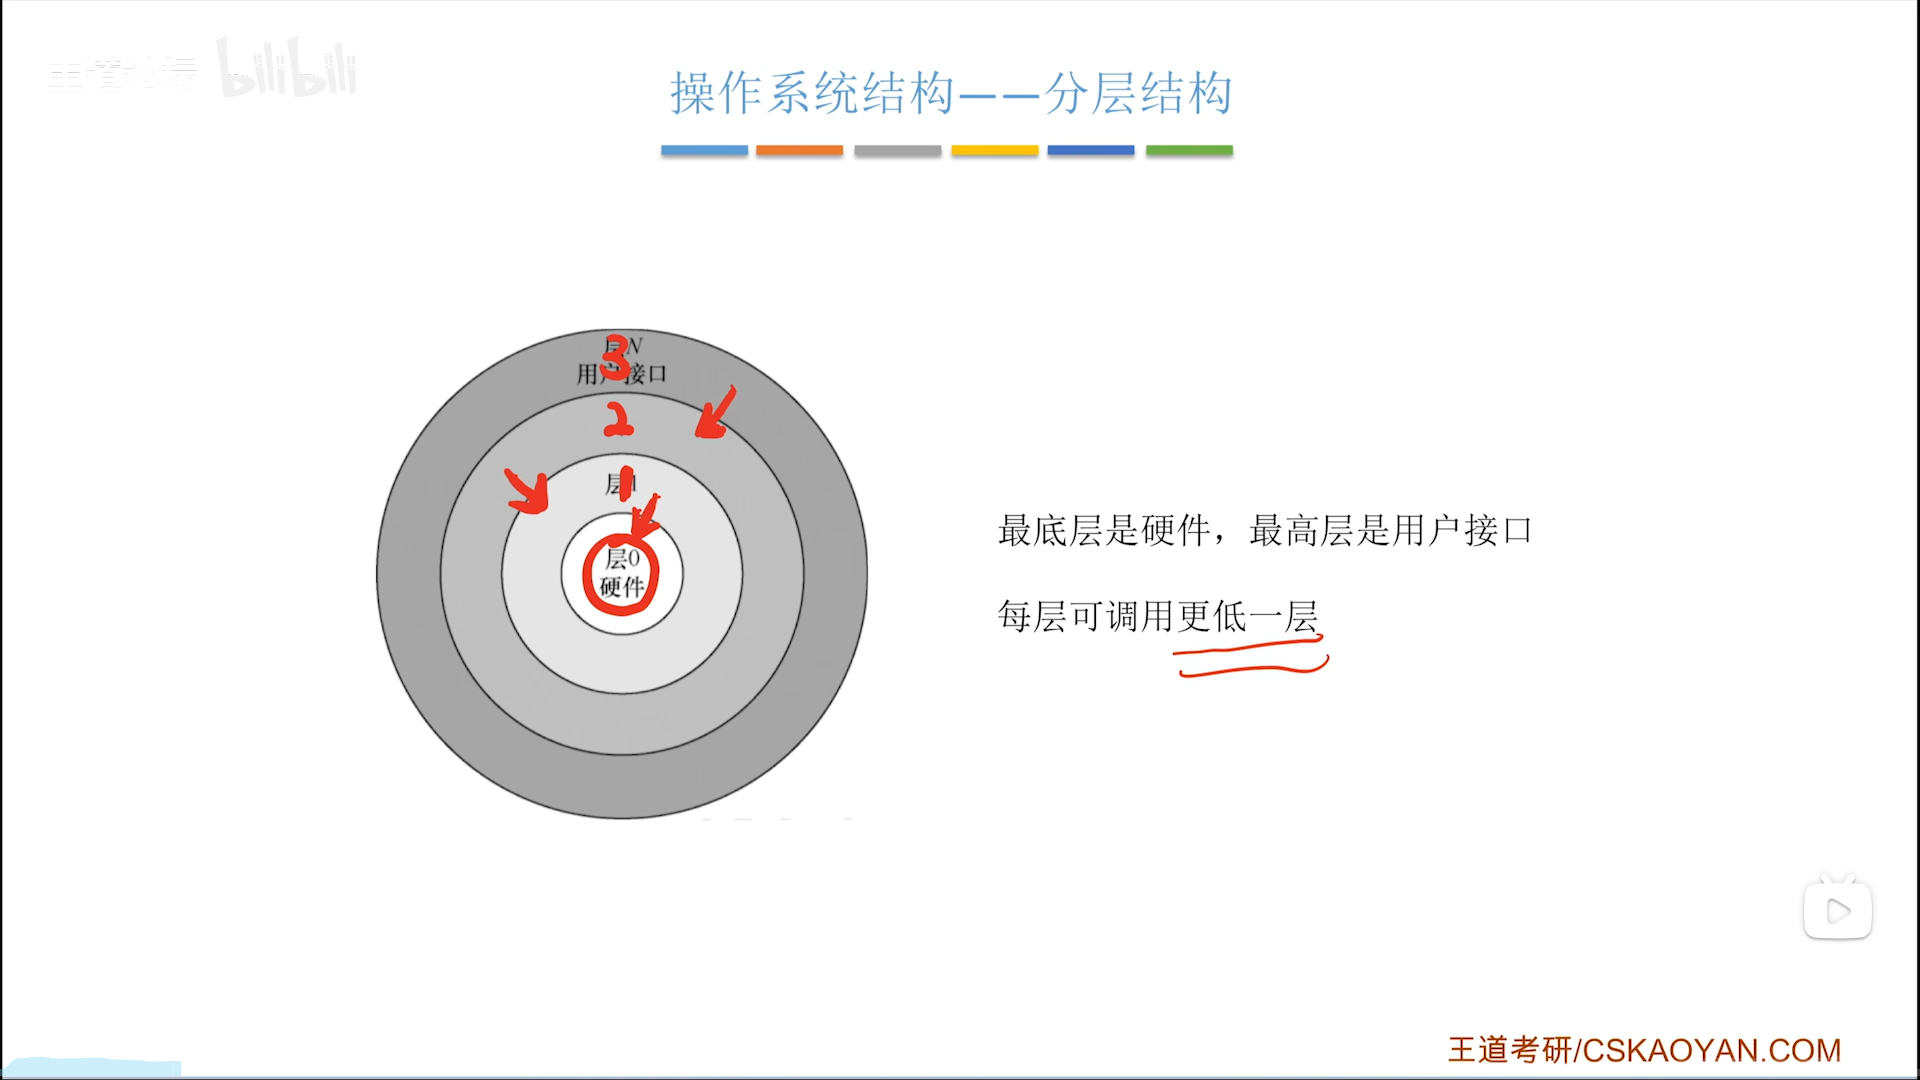 王道论坛 bilibili
操作系统结构——分层结构
层N
3
用户接口
2
层1
1
层0
硬件
最底层是硬件，最高层是用户接口
每层可调用更低一层
王道考研/CSKAOYAN.COM